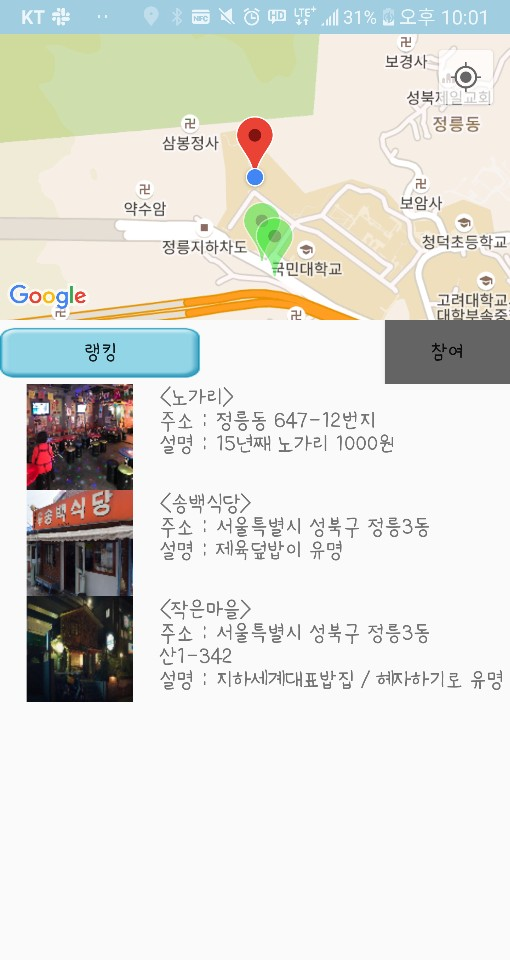 KT NFC HD LTE+ 31% 오후 10:01
보경사
성북제일교회
정릉동
삼봉정사
약수암
보암사
정릉지하차도
청덕초등학교
국민대학교
고려대학교
대학부속중
Google
랭킹
참여
<노가리>
주소 : 정릉동 647-12번지
설명 : 15년째 노가리 1000원
송백식당
<송백식당>
주소 : 서울특별시 성북구 정릉3동
설명 : 제육덮밥이 유명
<작은마을>
주소 : 서울특별시 성북구 정릉3동
산1-342
설명 : 지하세계대표밥집 / 혜자하기로 유명